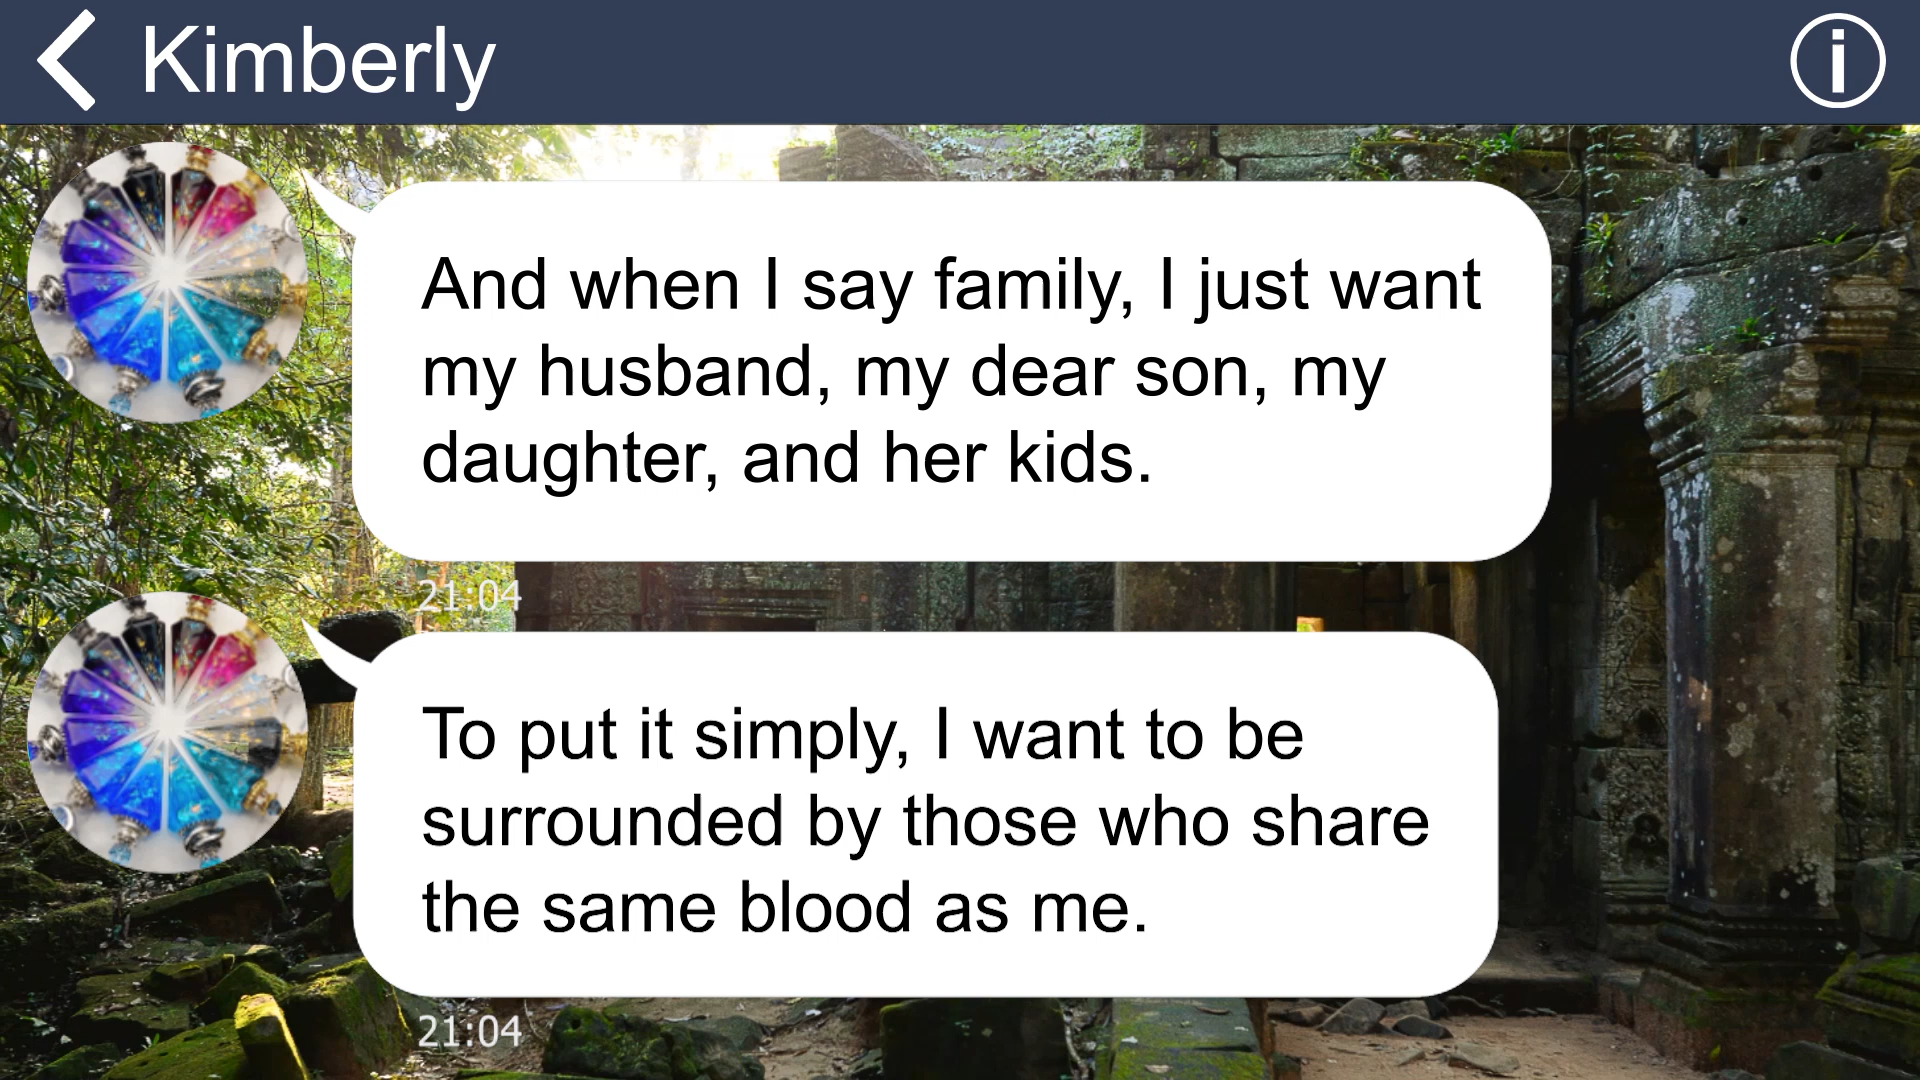 Kimberly
And when I say family, I just want
my husband, my dear son, my
daughter, and her kids.
21:04
To put it simply, I want to be
surrounded by those who share
the same blood as me.
21:04